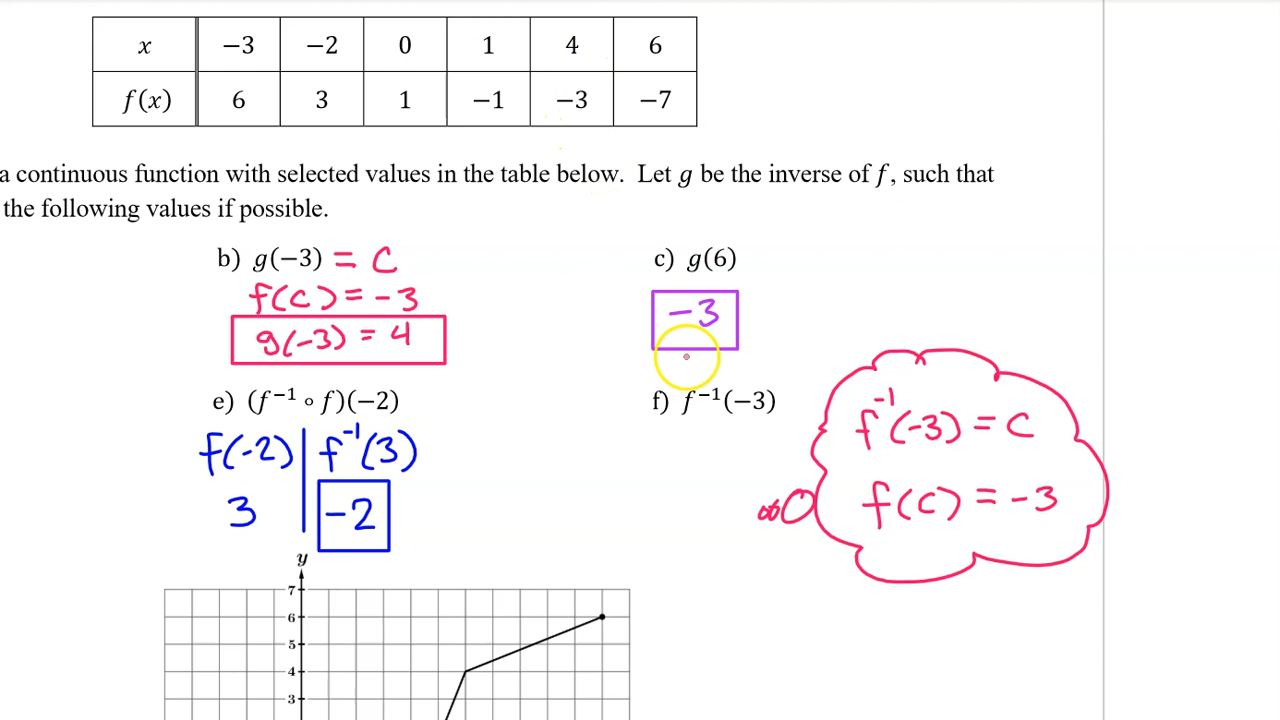 x −3 −2 0 1 4 6
f(x) 6 3 1 −1 −3 −7
a continuous function with selected values in the table below. Let g be the inverse of f, such that
the following values if possible.
b) g(−3) = c
f(c) = −3
g(−3) = 4
c) g(6)
−3
e) (f⁻¹ ∘ f)(−2)
f(-2) | f⁻¹(3)
3 | −2
f) f⁻¹(−3)
f⁻¹(-3) = c
f(c) = -3
y
7
6
5
4
3